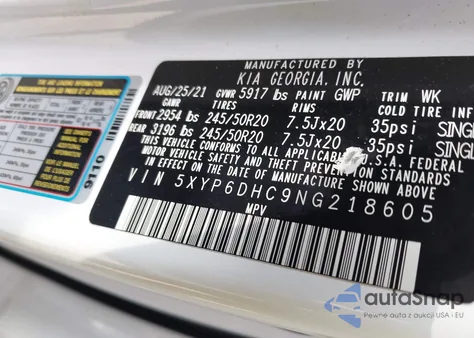 MANUFACTURED BY
KIA GEORGIA, INC.
AUG/25/21 GVWR 5917 lbs PAINT GWP TRIM WK
GAWR TIRES RIMS COLD TIRE INF
FRONT 2954 lbs 245/50R20 7.5Jx20 35psi SINGL
REAR 3196 lbs 245/50R20 7.5Jx20 35psi SINGL
THIS VEHICLE CONFORMS TO ALL APPLICABLE U.S.A. FEDERAL
MOTOR VEHICLE SAFETY AND THEFT PREVENTION STANDARDS
IN EFFECT ON THE DATE OF MANUFACTURE SHOWN ABOVE
VIN 5XYP6DHC9NG218605
MPV
9110
autosnap
Pewne auta z aukcji USA i EU